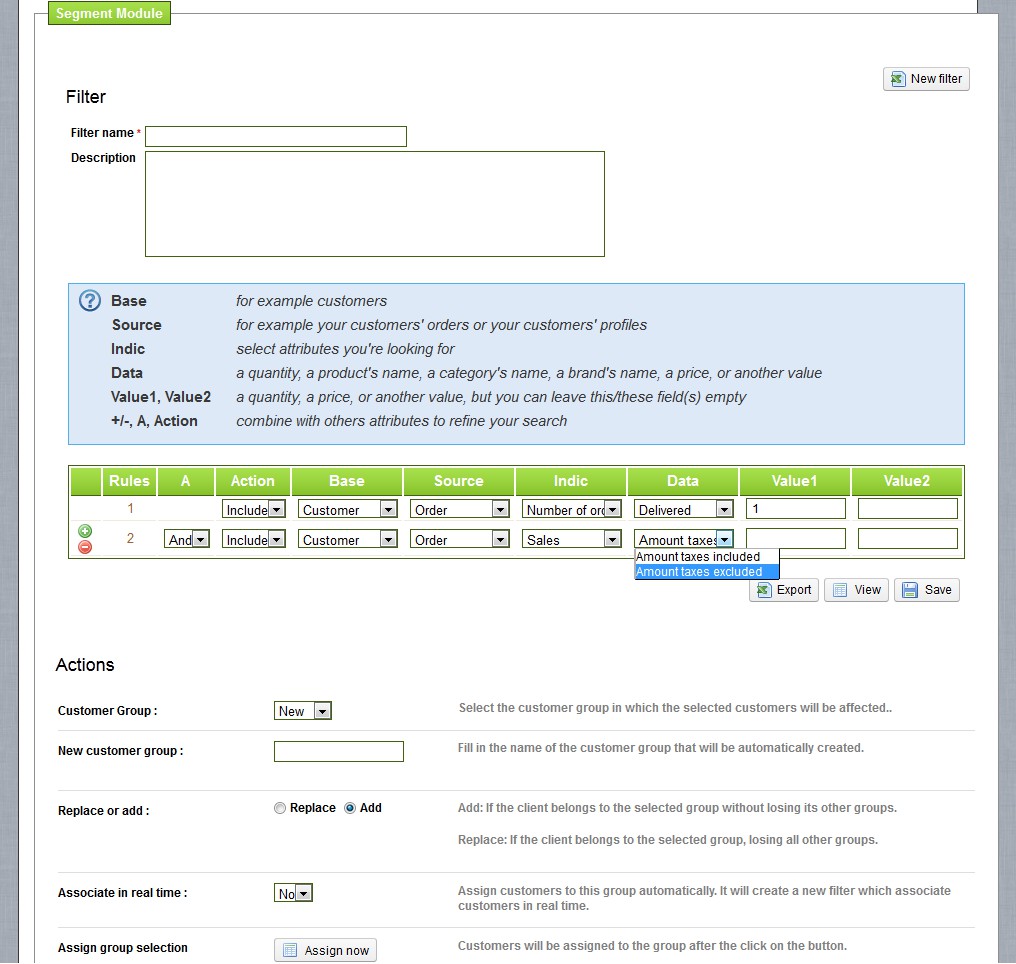 Segment Module
New filter
Filter
Filter name *
Description
? Base for example customers
Source for example your customers' orders or your customers' profiles
Indic select attributes you're looking for
Data a quantity, a product's name, a category's name, a brand's name, a price, or another value
Value1, Value2 a quantity, a price, or another value, but you can leave this/these field(s) empty
+/-, A, Action combine with others attributes to refine your search
Rules A Action Base Source Indic Data Value1 Value2
1 Include Customer Order Number of orc Delivered 1
2 And Include Customer Order Sales Amount taxes
Amount taxes included
Amount taxes excluded
Export View Save
Actions
Customer Group : New Select the customer group in which the selected customers will be affected..
New customer group : Fill in the name of the customer group that will be automatically created.
Replace or add : Replace Add Add: If the client belongs to the selected group without losing its other groups.
Replace: If the client belongs to the selected group, losing all other groups.
Associate in real time : No Assign customers to this group automatically. It will create a new filter which associate
customers in real time.
Assign group selection Assign now Customers will be assigned to the group after the click on the button.